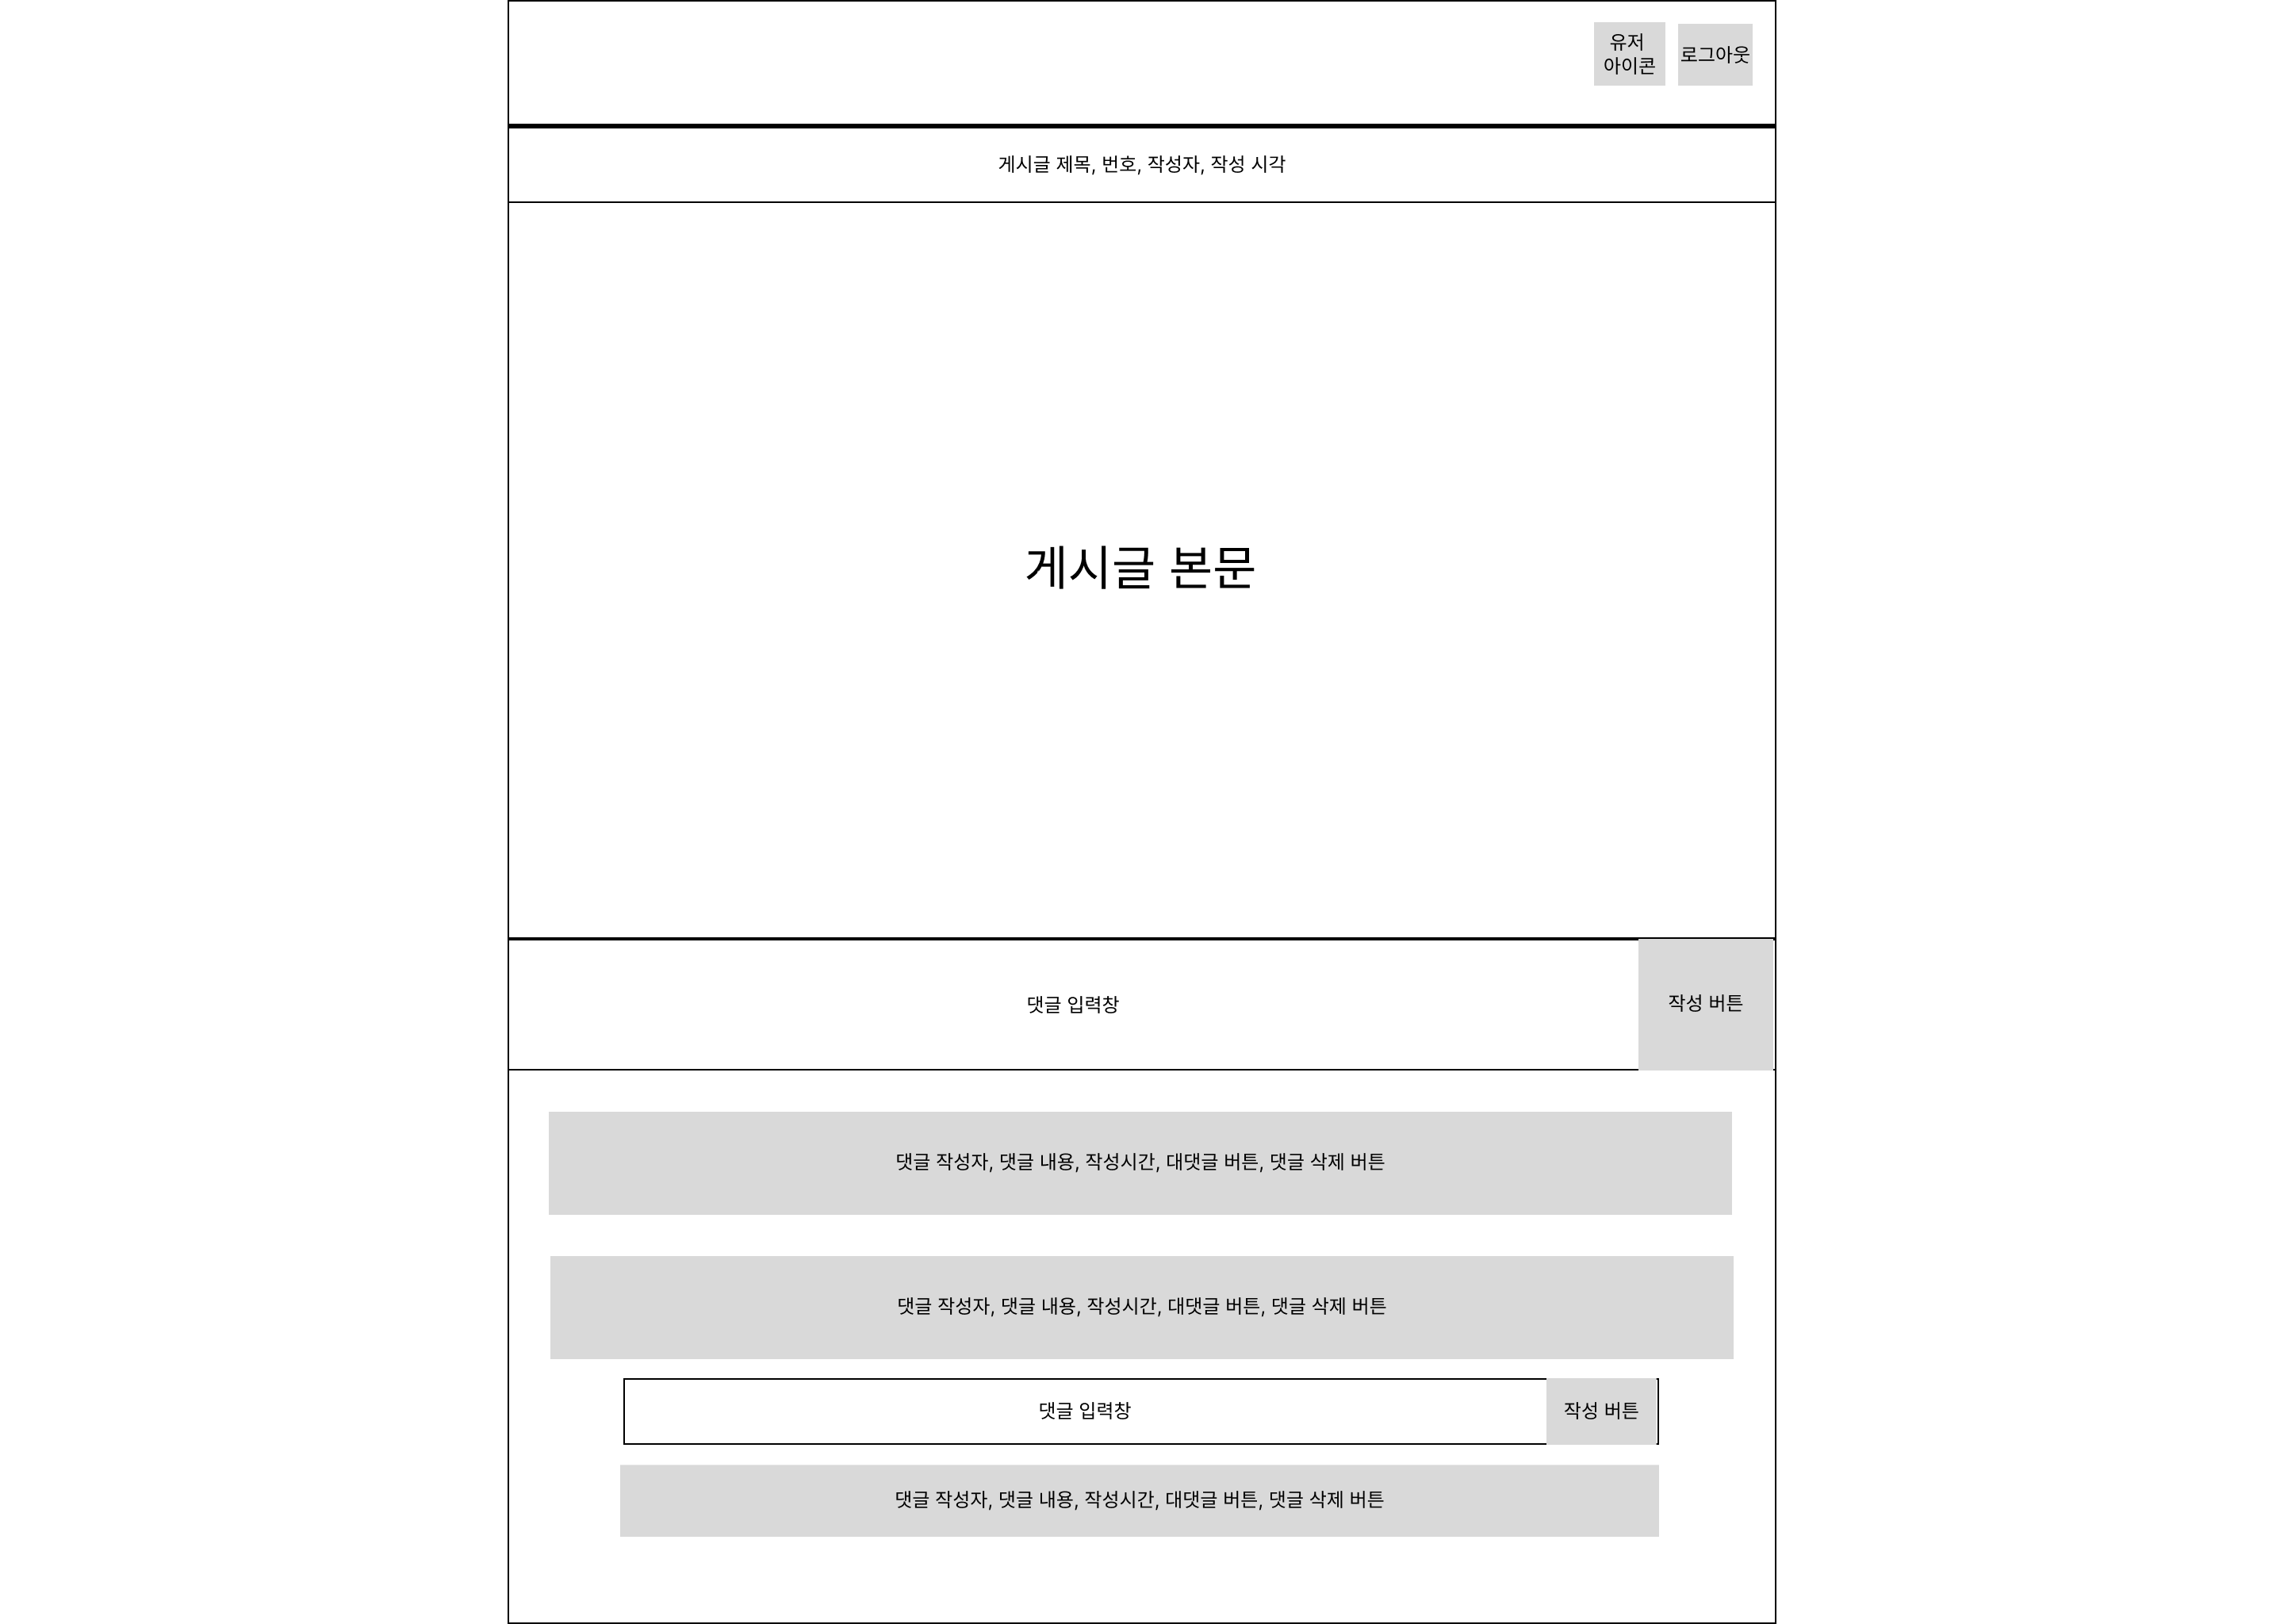 유저
아이콘
로그아웃
게시글 제목, 번호, 작성자, 작성 시각
게시글 본문
댓글 입력창
작성 버튼
댓글 작성자, 댓글 내용, 작성시간, 대댓글 버튼, 댓글 삭제 버튼
댓글 작성자, 댓글 내용, 작성시간, 대댓글 버튼, 댓글 삭제 버튼
댓글 입력창
작성 버튼
댓글 작성자, 댓글 내용, 작성시간, 대댓글 버튼, 댓글 삭제 버튼